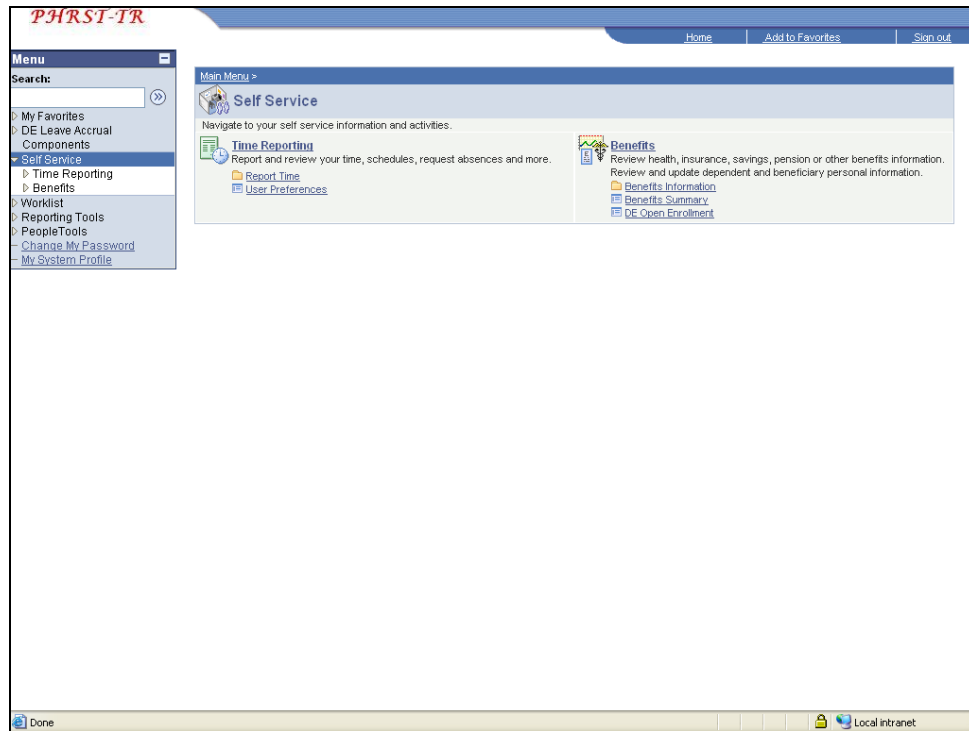 PHRST-TR
Home
Add to Favorites
Sign out
Menu
Search:
My Favorites
DE Leave Accrual
Components
Self Service
Time Reporting
Benefits
Worklist
Reporting Tools
PeopleTools
Change My Password
My System Profile
Main Menu >
Self Service
Navigate to your self service information and activities.
Time Reporting
Report and review your time, schedules, request absences and more.
Report Time
User Preferences
Benefits
Review health, insurance, savings, pension or other benefits information.
Review and update dependent and beneficiary personal information.
Benefits Information
Benefits Summary
DE Open Enrollment
Done
Local intranet